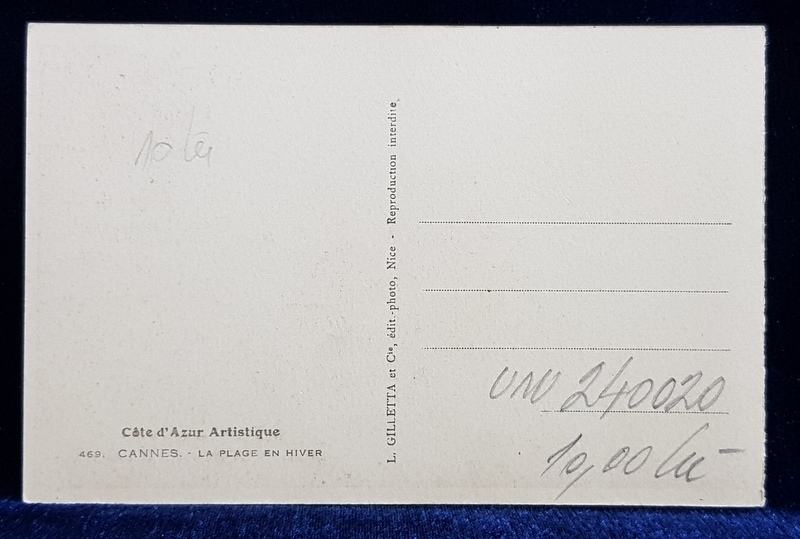 10 lei
L. GILLETTA et Cie, édit.-photo, Nice - Reproduction interdite.
UNU 240020
10,00 lei
Côte d'Azur Artistique
469. CANNES. - LA PLAGE EN HIVER